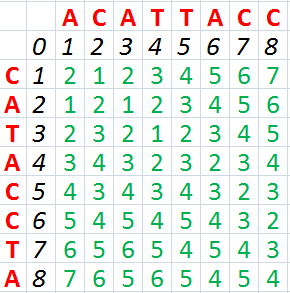 A C A T T A C C
0 1 2 3 4 5 6 7 8
C 1 2 1 2 3 4 5 6 7
A 2 1 2 1 2 3 4 5 6
T 3 2 3 2 1 2 3 4 5
A 4 3 4 3 2 3 2 3 4
C 5 4 3 4 3 4 3 2 3
C 6 5 4 5 4 5 4 3 2
T 7 6 5 6 5 4 5 4 3
A 8 7 6 5 6 5 4 5 4